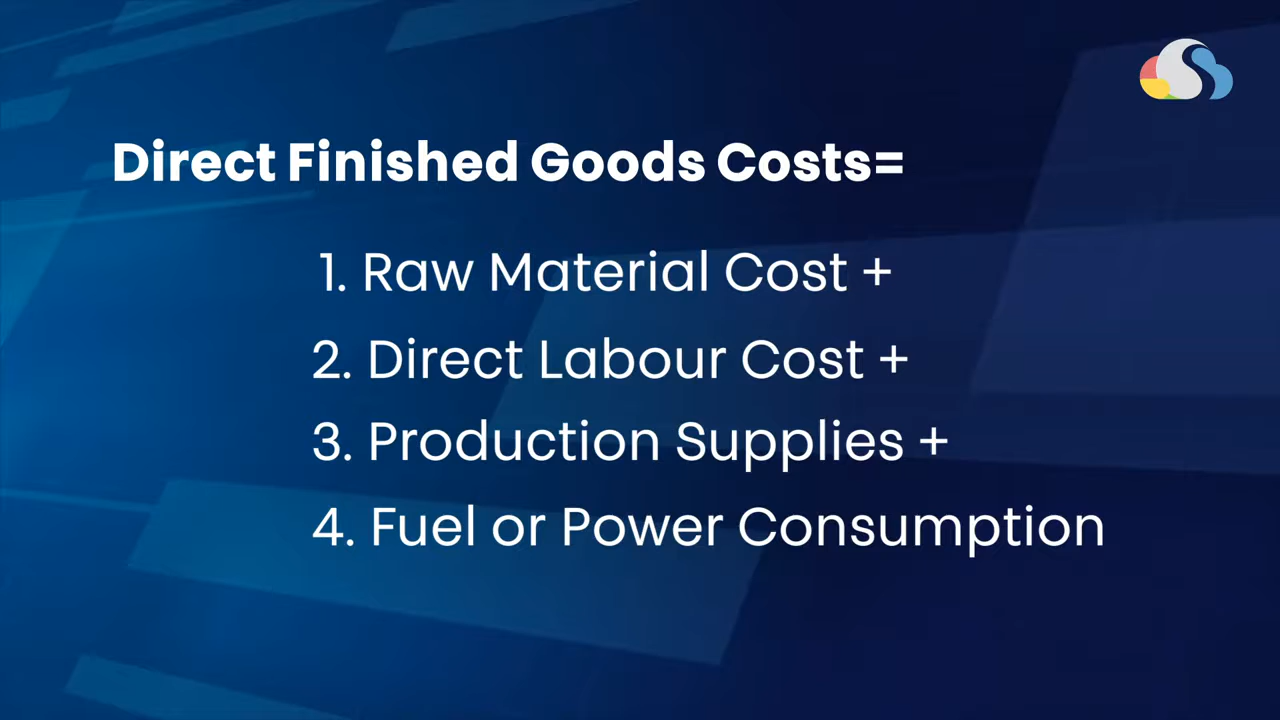 Direct Finished Goods Costs=
1. Raw Material Cost +
2. Direct Labour Cost +
3. Production Supplies +
4. Fuel or Power Consumption